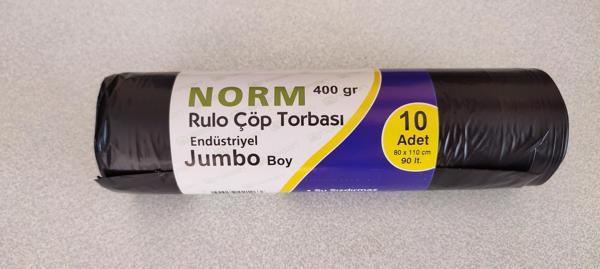 NORM 400 gr
Rulo Çöp Torbası
Endüstriyel
Jumbo Boy
10
Adet
80 x 110 cm
90 lt.